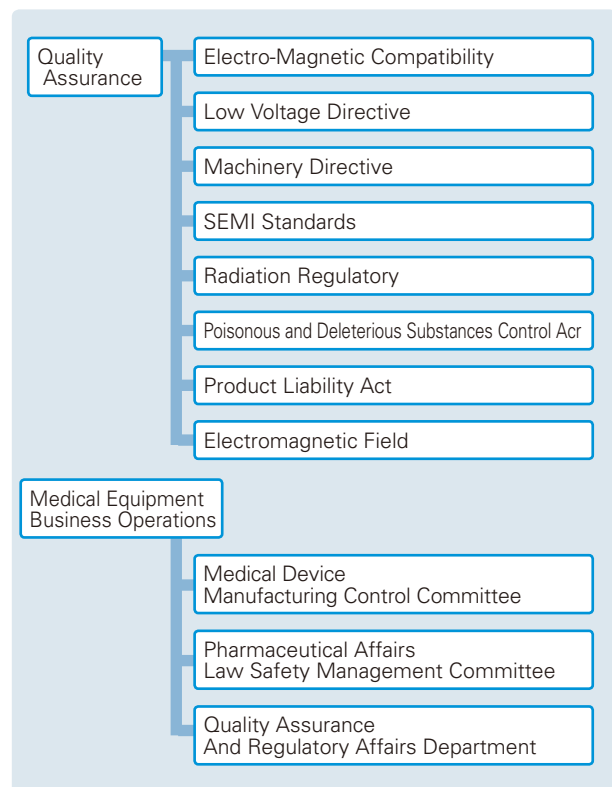 Quality
Assurance
Electro-Magnetic Compatibility
Low Voltage Directive
Machinery Directive
SEMI Standards
Radiation Regulatory
Poisonous and Deleterious Substances Control Acr
Product Liability Act
Electromagnetic Field
Medical Equipment
Business Operations
Medical Device
Manufacturing Control Committee
Pharmaceutical Affairs
Law Safety Management Committee
Quality Assurance
And Regulatory Affairs Department